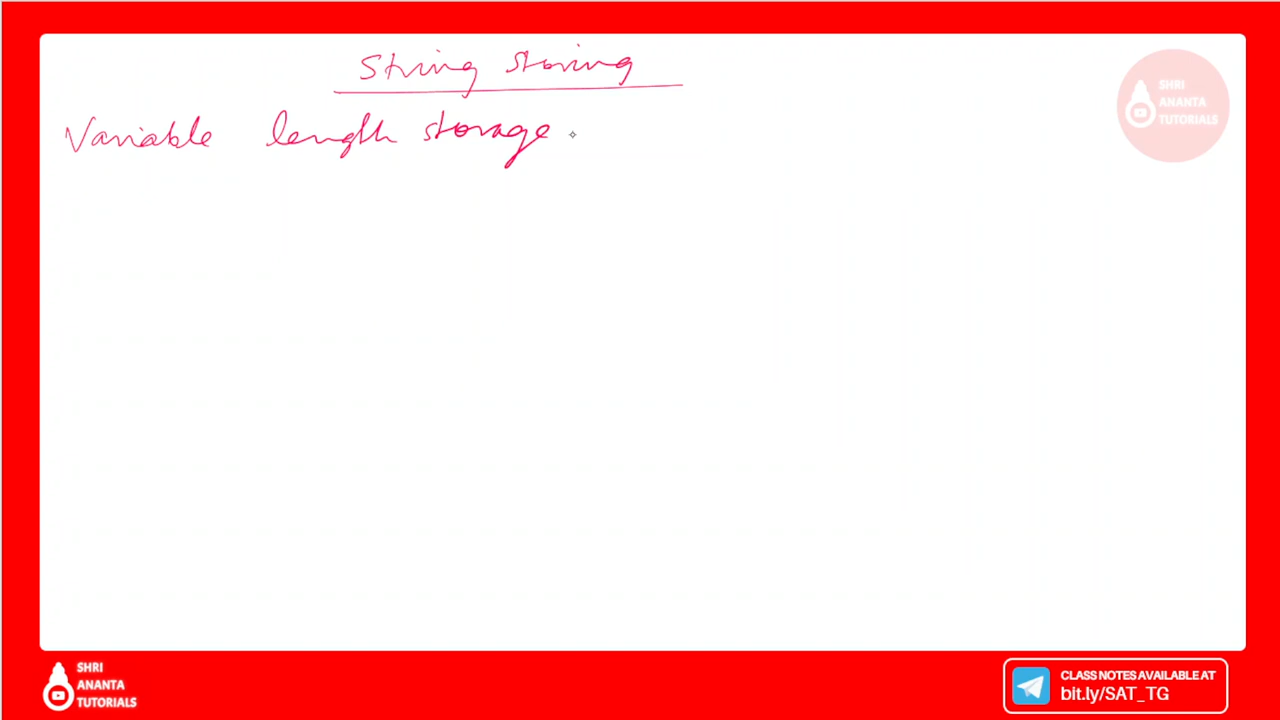 String storing
SHRI
ANANTA
TUTORIALS
Variable length storage
SHRI
ANANTA
TUTORIALS
CLASS NOTES AVAILABLE AT
bit.ly/SAT_TG